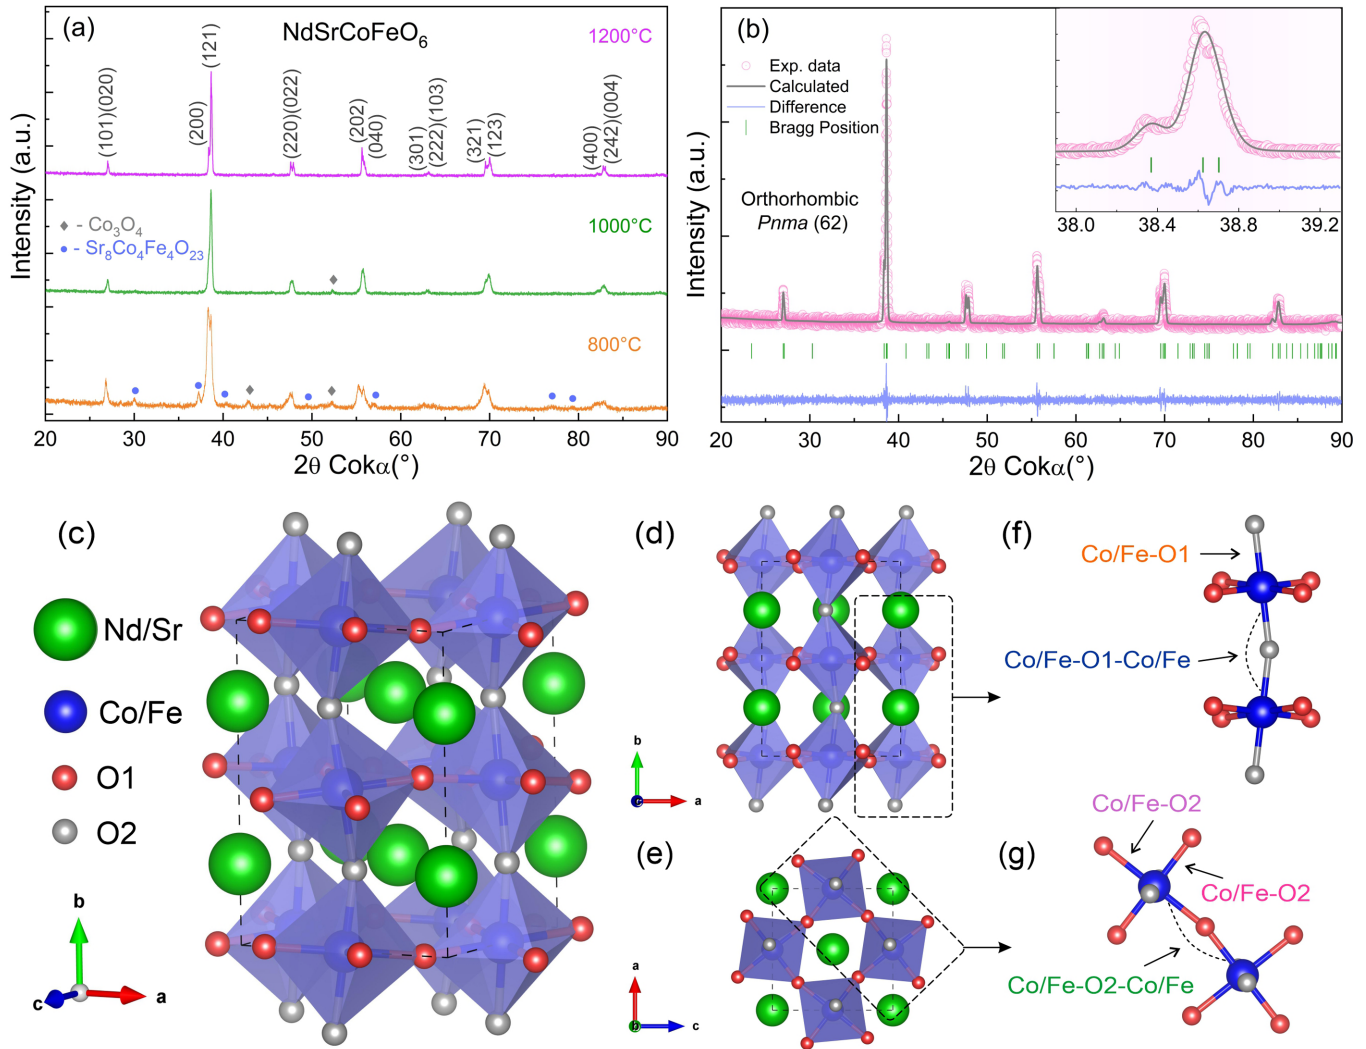 (a)
NdSrCoFeO₆
1200°C
(101)(020)
(200)
(121)
(220)(022)
(202)
(040)
(301)
(222)(103)
(321)
(123)
(400)
(242)(004)
1000°C
- Co₃O₄
- Sr₈Co₄Fe₄O₂₃
800°C
Intensity (a.u.)
20 30 40 50 60 70 80 90
2θ Cokα(°)
(b)
Exp. data
Calculated
Difference
Bragg Position
Orthorhombic
Pnma (62)
38.0 38.4 38.8 39.2
Intensity (a.u.)
20 30 40 50 60 70 80 90
2θ Cokα(°)
(c)
Nd/Sr
Co/Fe
O1
O2
b
c
a
(d)
b
c
a
(e)
a
b
c
(f)
Co/Fe-O1
Co/Fe-O1-Co/Fe
(g)
Co/Fe-O2
Co/Fe-O2
Co/Fe-O2-Co/Fe